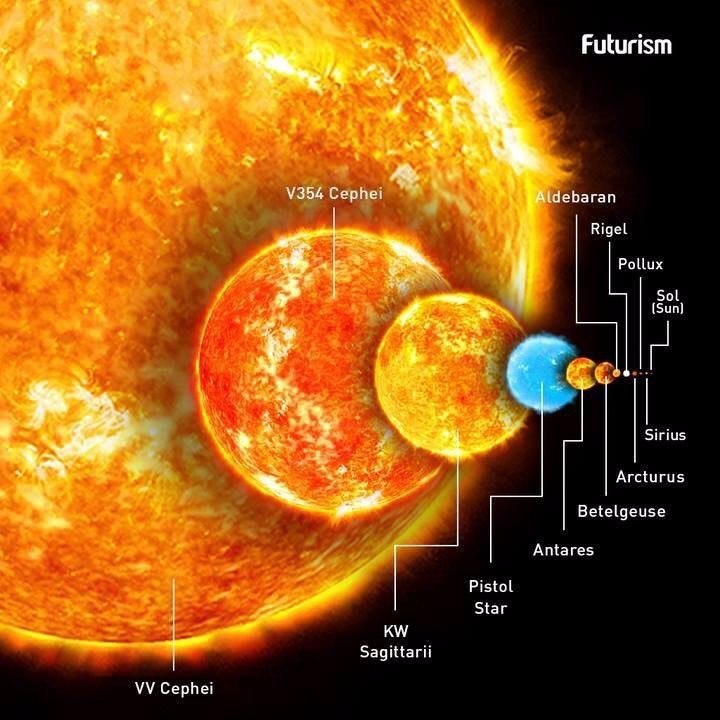 Futurism
V354 Cephei
Aldebaran
Rigel
Pollux
Sol
(Sun)
Sirius
Arcturus
Betelgeuse
Antares
Pistol
Star
KW
Sagittarii
VV Cephei